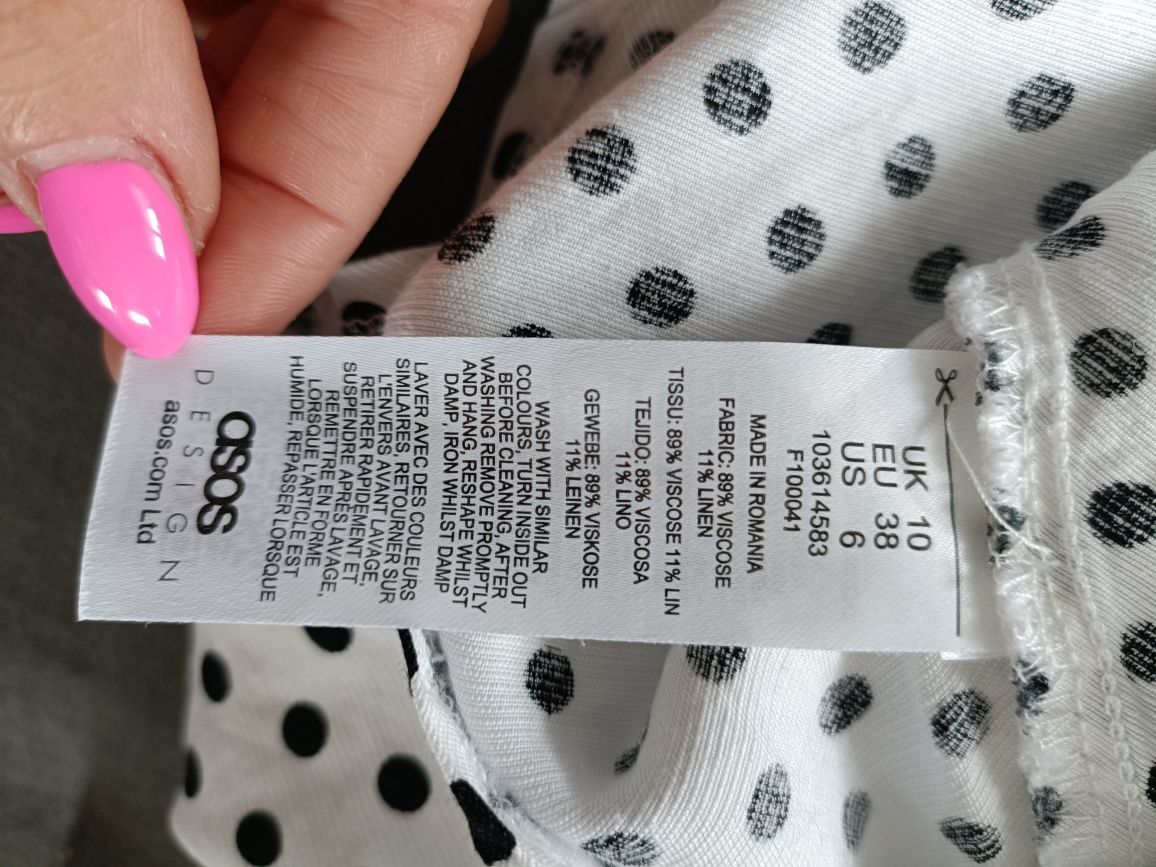 UK 10
EU 38
US 6
103614583
F100041
MADE IN ROMANIA
FABRIC: 89% VISCOSE
11% LINEN
TISSU: 89% VISCOSE 11% LIN
TEJIDO: 89% VISCOSA
11% LINO
GEWEBE: 89% VISKOSE
11% LEINEN
WASH WITH SIMILAR
COLOURS, TURN INSIDE OUT
BEFORE CLEANING, AFTER
WASHING REMOVE PROMPTLY
AND HANG, RESHAPE WHILST
DAMP, IRON WHILST DAMP
LAVER AVEC DES COULEURS
SIMILAIRES, RETOURNER SUR
L'ENVERS AVANT LAVAGE,
RETIRER RAPIDEMENT ET
SUSPENDRE APRÈS LAVAGE,
REMETTRE EN FORME
LORSQUE L'ARTICLE EST
HUMIDE, REPASSER LORSQUE
asos
DESIGN
asos.com Ltd